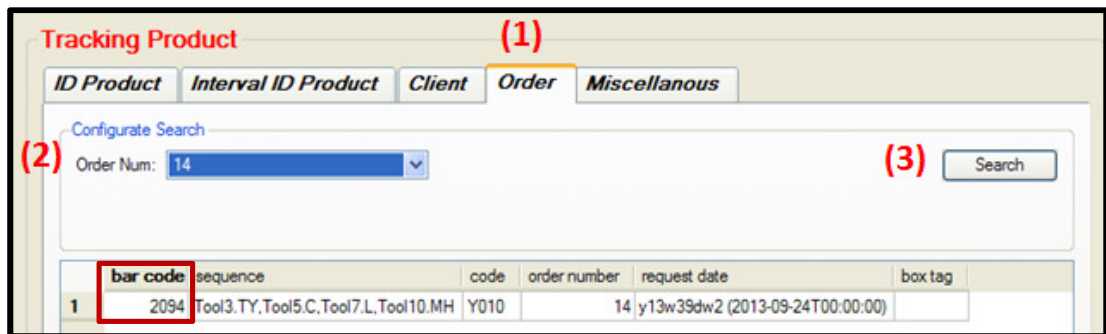 Tracking Product (1)
ID Product Interval ID Product Client Order Miscellanous
Configurate Search
(2) Order Num: 14 (3) Search
bar code sequence code order number request date box tag
1 2094 Tool3.TY,Tool5.C,Tool7.L,Tool10.MH Y010 14 y13w39dw2 (2013-09-24T00:00:00)